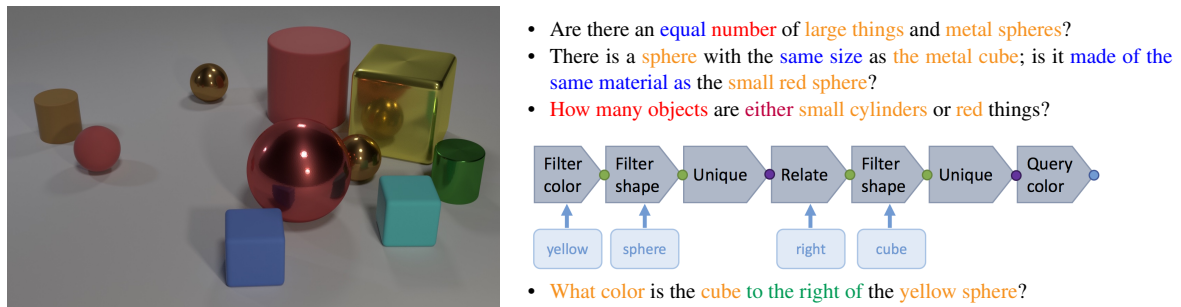 • Are there an equal number of large things and metal spheres?
• There is a sphere with the same size as the metal cube; is it made of the
same material as the small red sphere?
• How many objects are either small cylinders or red things?
Filter color
Filter shape
Unique
Relate
Filter shape
Unique
Query color
yellow
sphere
right
cube
• What color is the cube to the right of the yellow sphere?